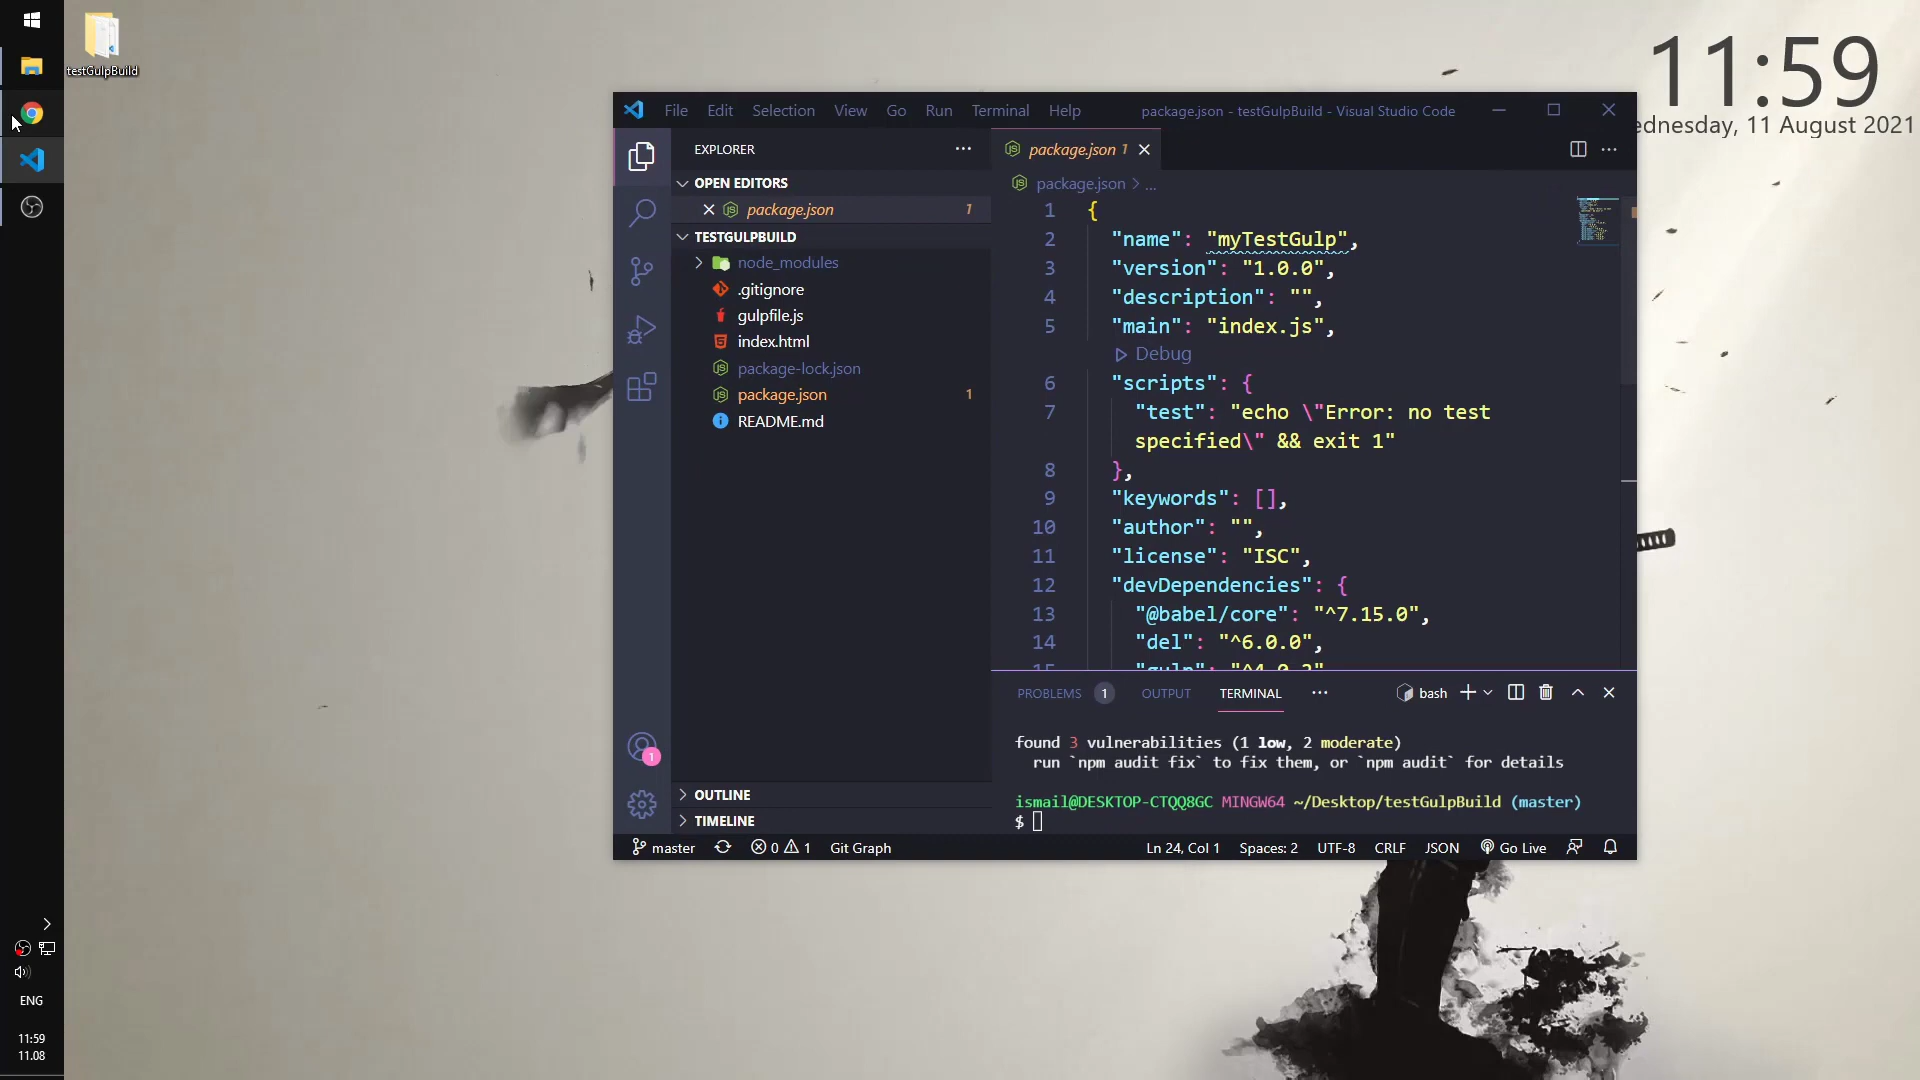 testGulpBuild
11:59
ednesday, 11 August 2021
File Edit Selection View Go Run Terminal Help
package.json - testGulpBuild - Visual Studio Code
EXPLORER
OPEN EDITORS
package.json 1
TESTGULPBUILD
node_modules
.gitignore
gulpfile.js
index.html
package-lock.json
package.json 1
README.md
OUTLINE
TIMELINE
package.json 1
package.json > ...
1 {
2 "name": "myTestGulp",
3 "version": "1.0.0",
4 "description": "",
5 "main": "index.js",
Debug
6 "scripts": {
7 "test": "echo \"Error: no test
specified\" && exit 1"
8 },
9 "keywords": [],
10 "author": "",
11 "license": "ISC",
12 "devDependencies": {
13 "@babel/core": "^7.15.0",
14 "del": "^6.0.0",
15 "gulp": "^4.0.2"
PROBLEMS 1 OUTPUT TERMINAL bash
found 3 vulnerabilities (1 low, 2 moderate)
run `npm audit fix` to fix them, or `npm audit` for details
ismail@DESKTOP-CTQQ8GC MINGW64 ~/Desktop/testGulpBuild (master)
$
1
master 0 1 Git Graph Ln 24, Col 1 Spaces: 2 UTF-8 CRLF JSON Go Live
ENG
11:59
11.08